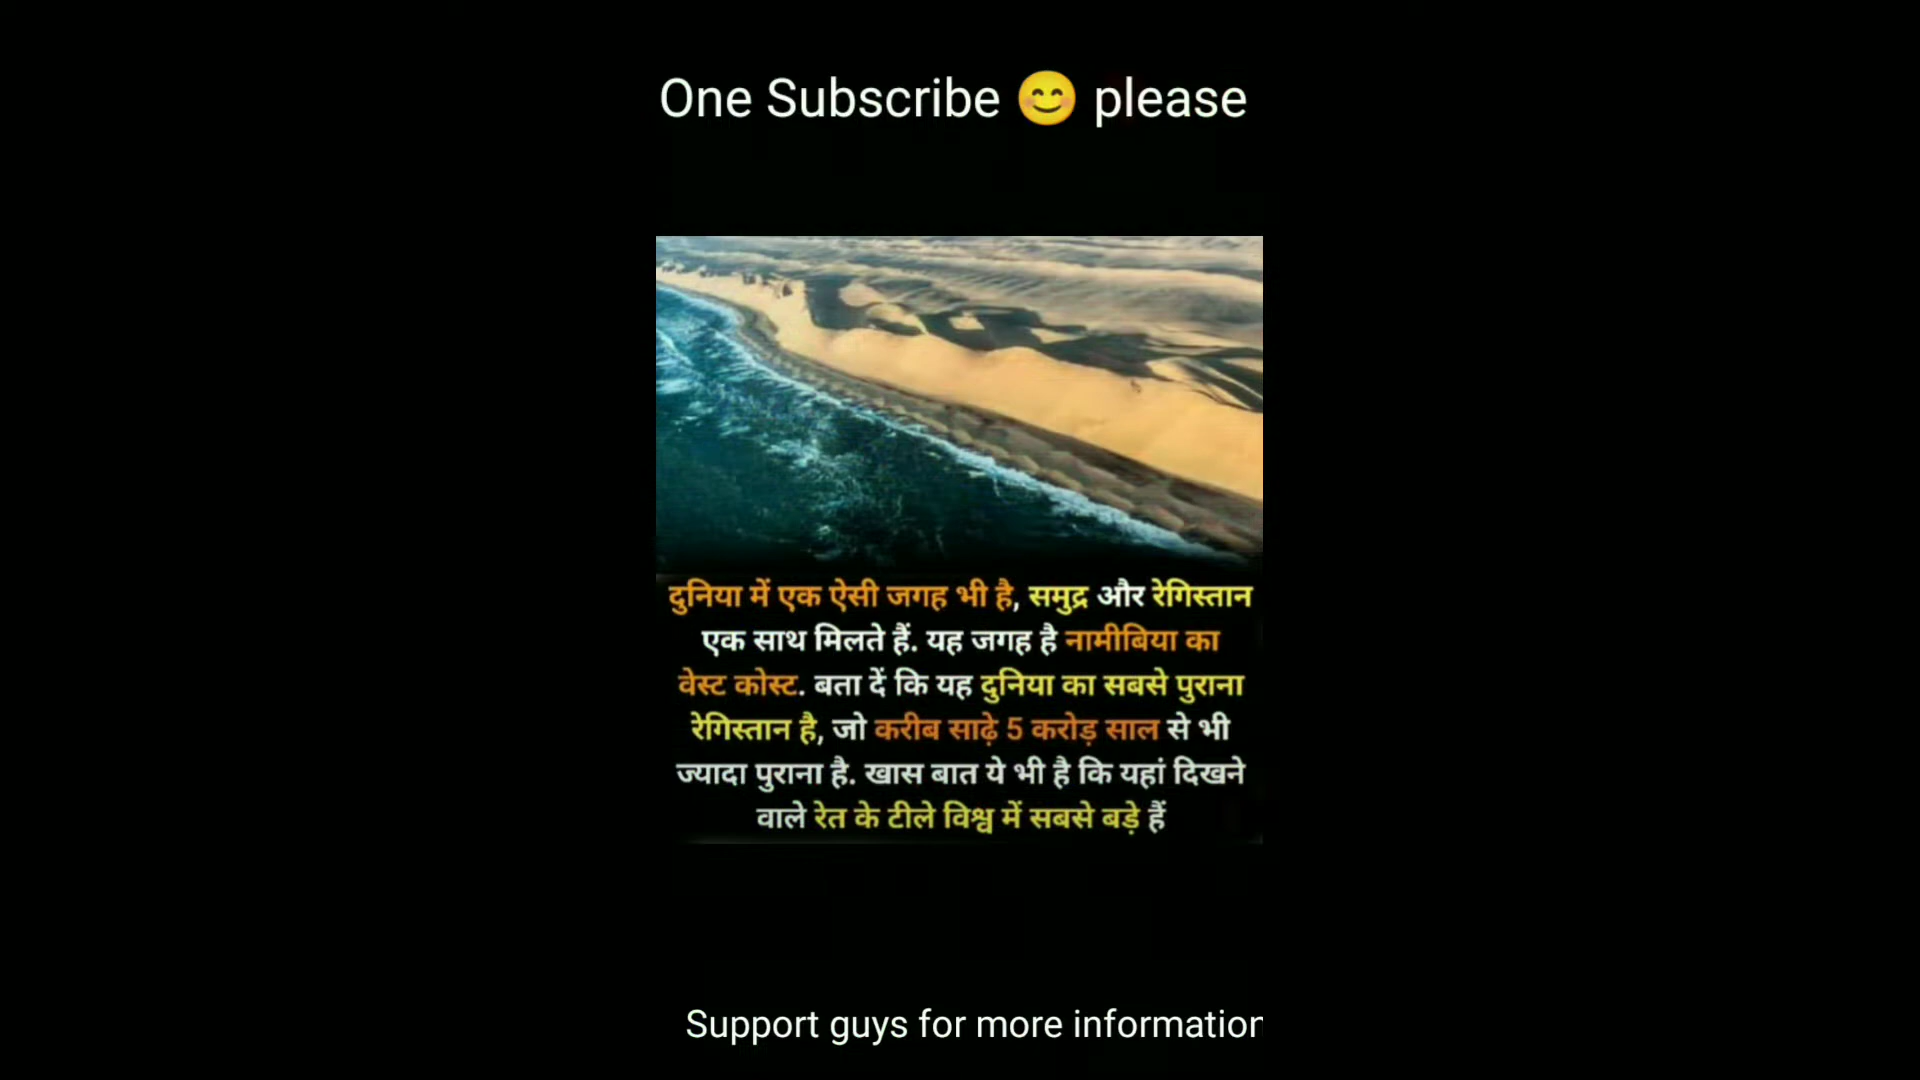 One Subscribe 😊 please
दुनिया में एक ऐसी जगह भी है, समुद्र और रेगिस्तान
एक साथ मिलते हैं. यह जगह है नामीबिया का
वेस्ट कोस्ट. बता दें कि यह दुनिया का सबसे पुराना
रेगिस्तान है, जो करीब साढ़े 5 करोड़ साल से भी
ज्यादा पुराना है. खास बात ये भी है कि यहां दिखने
वाले रेत के टीले विश्व में सबसे बड़े हैं
Support guys for more information